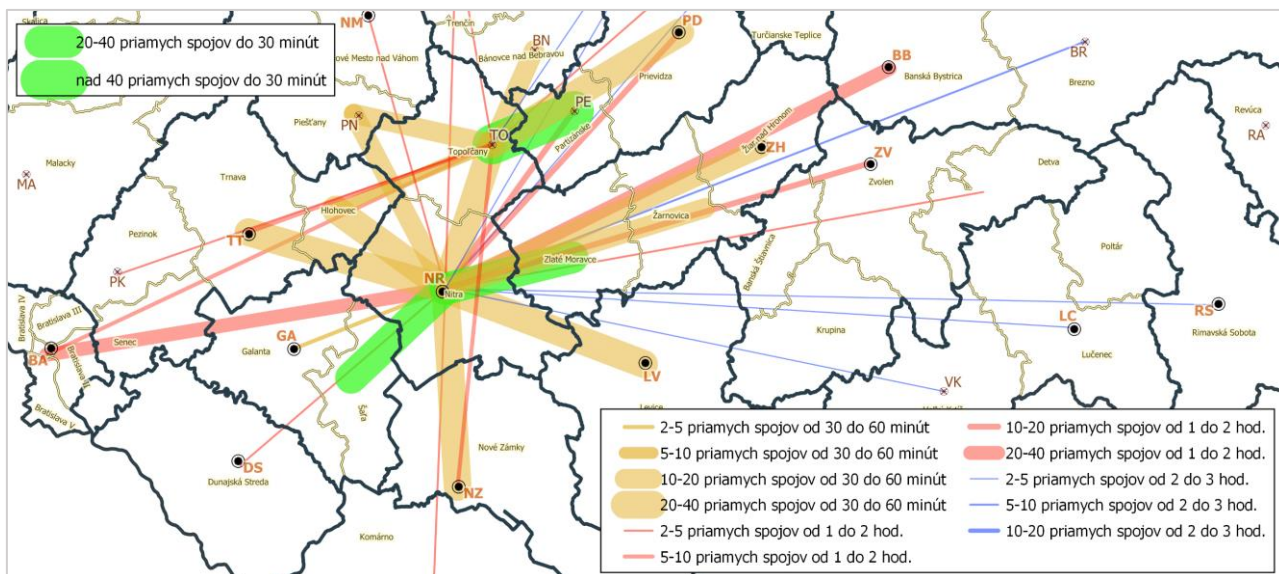 Skalica
20-40 priamych spojov do 30 minút
nad 40 priamych spojov do 30 minút
NM
Trenčín
ové Mesto nad Váhom
BN
Bánovce nad Bebravou
PD
Prievidza
Turčianske Teplice
BB
Banská Bystrica
BR
Brezno
Revúca
RA
Piešťany
PN
PE
Partizánske
TO
Topoľčany
Žiar nad Hronom
ZH
ZV
Zvolen
Detva
Malacky
MA
Trnava
Hlohovec
Pezinok
TT
PK
Žarnovica
Zlaté Moravce
Banská Štiavnica
Poltár
NR
Nitra
Bratislava IV
Bratislava III
Bratislava II
Bratislava V
BA
Senec
GA
Galanta
Krupina
LC
Lučenec
RS
Rimavská Sobota
LV
Levice
VK
Šaľa
Nové Zámky
NZ
DS
Dunajská Streda
Komárno
2-5 priamych spojov od 30 do 60 minút
5-10 priamych spojov od 30 do 60 minút
10-20 priamych spojov od 30 do 60 minút
20-40 priamych spojov od 30 do 60 minút
2-5 priamych spojov od 1 do 2 hod.
5-10 priamych spojov od 1 do 2 hod.
10-20 priamych spojov od 1 do 2 hod.
20-40 priamych spojov od 1 do 2 hod.
2-5 priamych spojov od 2 do 3 hod.
5-10 priamych spojov od 2 do 3 hod.
10-20 priamych spojov od 2 do 3 hod.